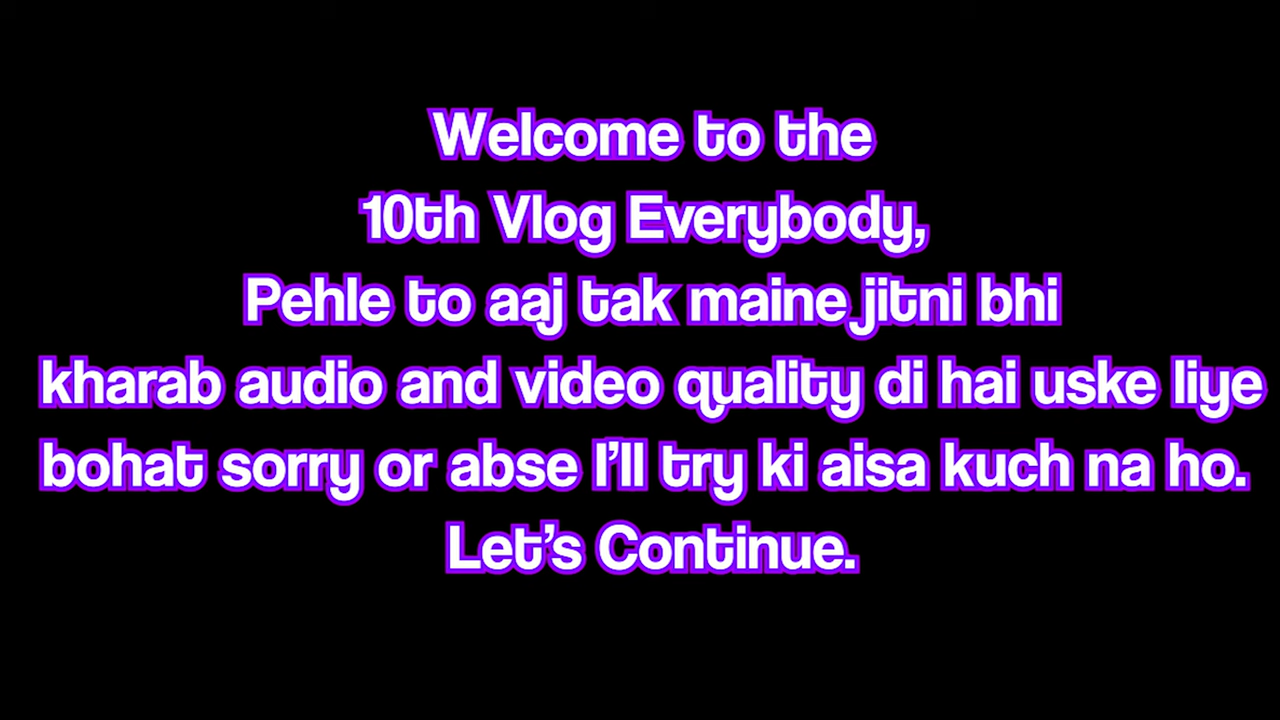 Welcome to the
10th Vlog Everybody,
Pehle to aaj tak maine jitni bhi
kharab audio and video quality di hai uske liye
bohat sorry or abse I'll try ki aisa kuch na ho.
Let's Continue.